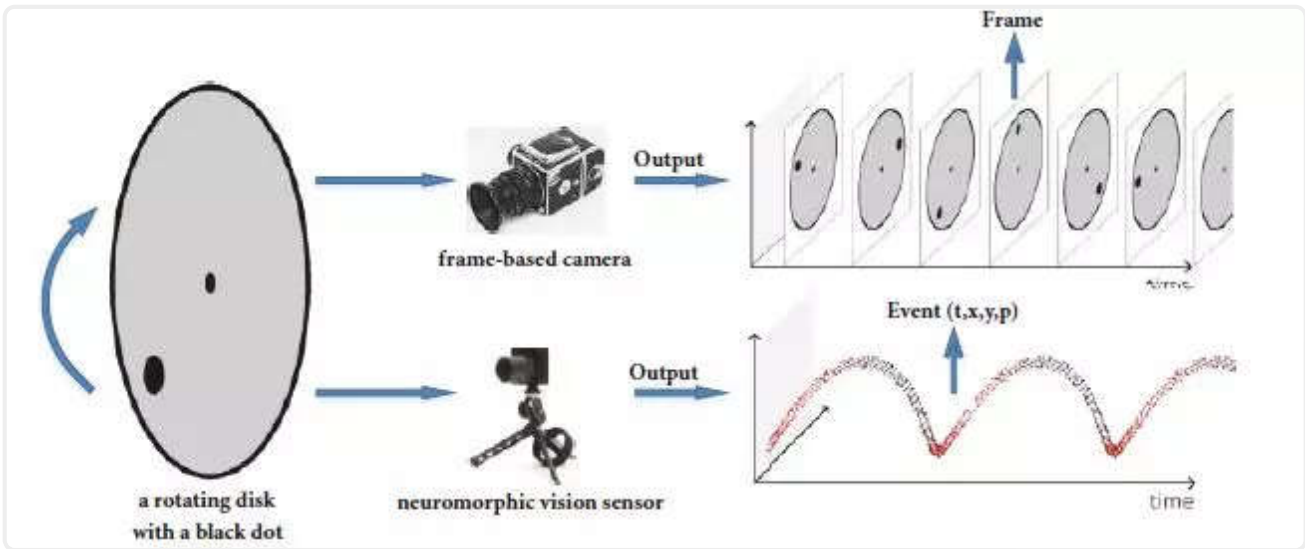 Frame
Output
frame-based camera
Event (t,x,y,p)
Output
a rotating disk
with a black dot
neuromorphic vision sensor
time